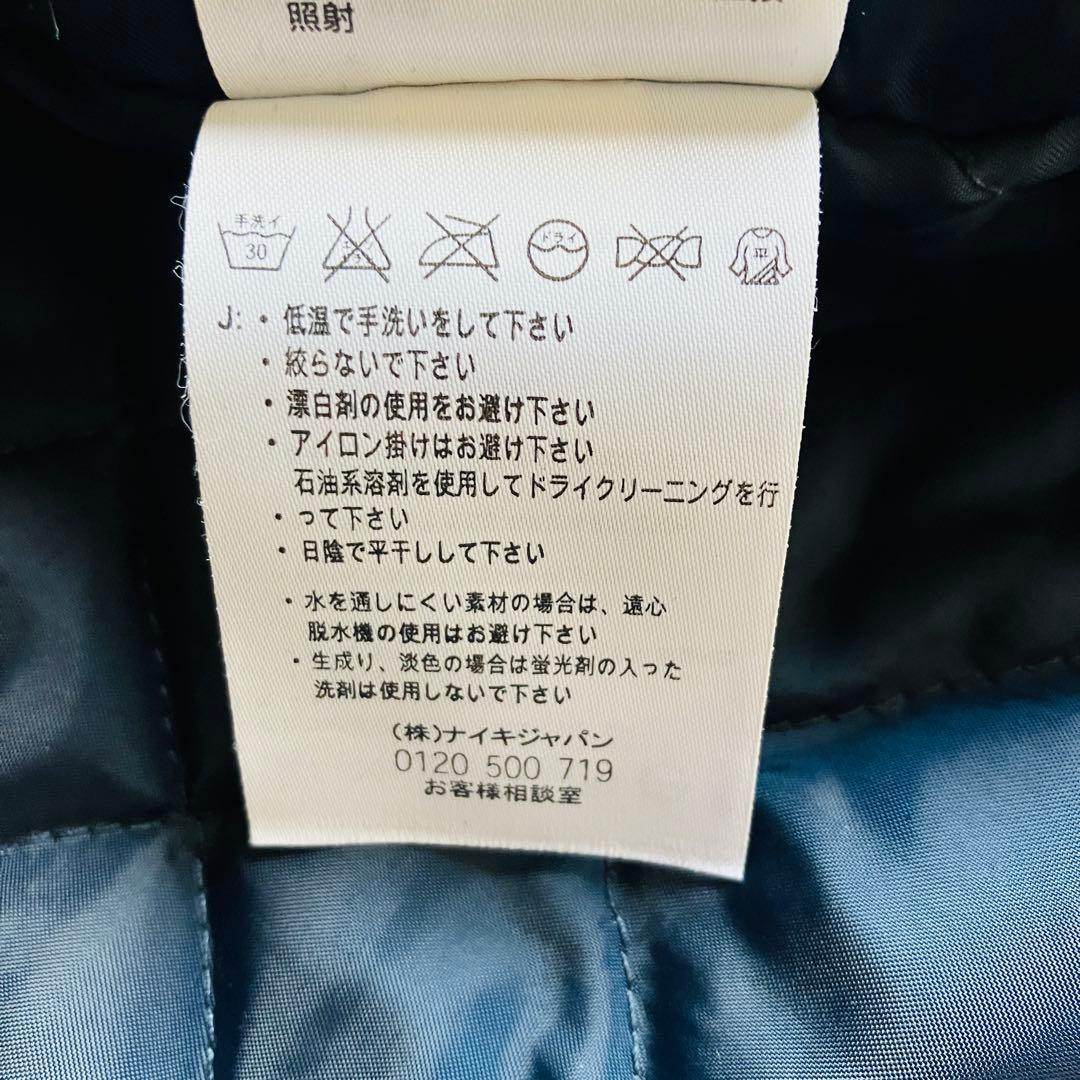 照射
手洗イ
30
エンソ
ドライ
平
J: ・低温で手洗いをして下さい
・絞らないで下さい
・漂白剤の使用をお避け下さい
・アイロン掛けはお避け下さい
石油系溶剤を使用してドライクリーニングを行
・って下さい
・日陰で平干しして下さい
・水を通しにくい素材の場合は、遠心
脱水機の使用はお避け下さい
・生成り、淡色の場合は蛍光剤の入った
洗剤は使用しないで下さい
(株)ナイキジャパン
0120 500 719
お客様相談室